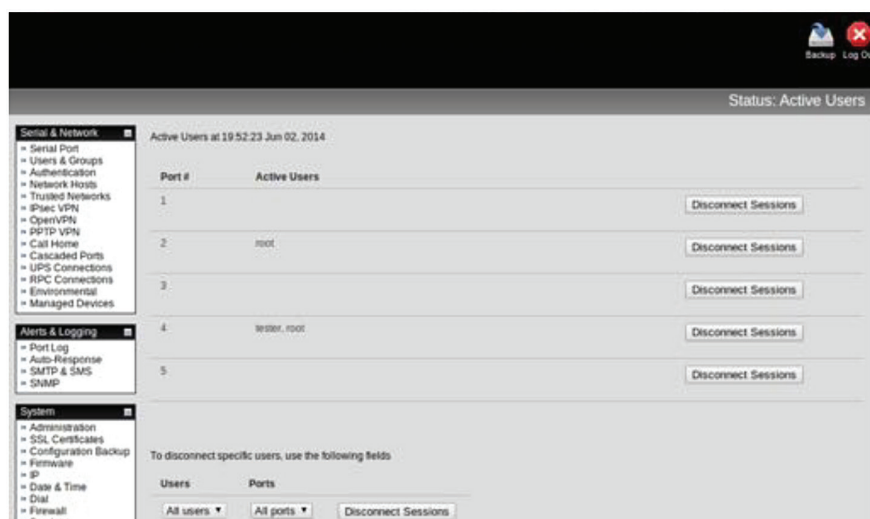 Backup Log Ou
Status: Active Users
Serial & Network
» Serial Port
» Users & Groups
» Authentication
» Network Hosts
» Trusted Networks
» IPsec VPN
» OpenVPN
» PPTP VPN
» Call Home
» Cascaded Ports
» UPS Connections
» RPC Connections
» Environmental
» Managed Devices
Alerts & Logging
» Port Log
» Auto-Response
» SMTP & SMS
» SNMP
System
» Administration
» SSL Certificates
» Configuration Backup
» Firmware
» IP
» Date & Time
» Dial
» Firewall
Active Users at 19:52:23 Jun 02, 2014
Port # Active Users
1 Disconnect Sessions
2 root Disconnect Sessions
3 Disconnect Sessions
4 tester, root Disconnect Sessions
5 Disconnect Sessions
To disconnect specific users, use the following fields
Users Ports
All users All ports Disconnect Sessions